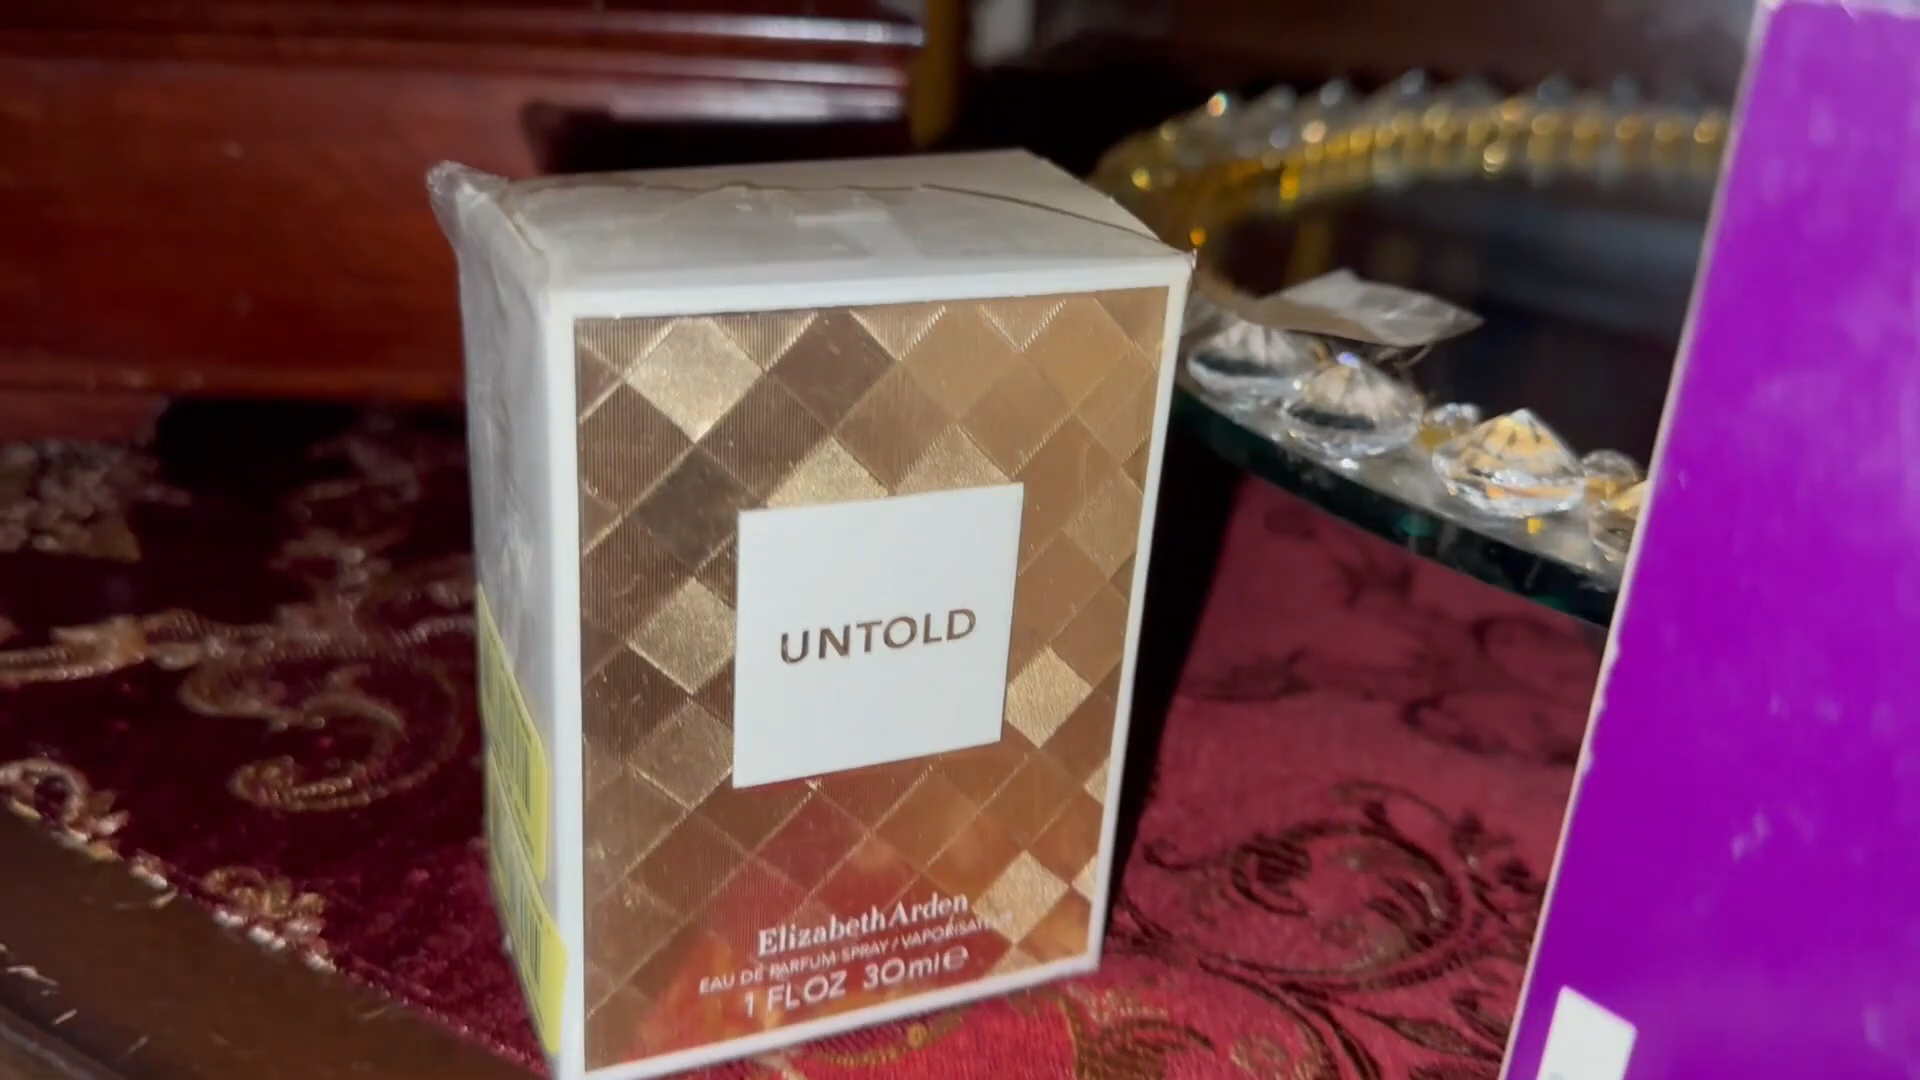 UNTOLD
ElizabethArden
EAU DE PARFUM SPRAY / VAPORISATEUR
1 FL OZ 30ml℮